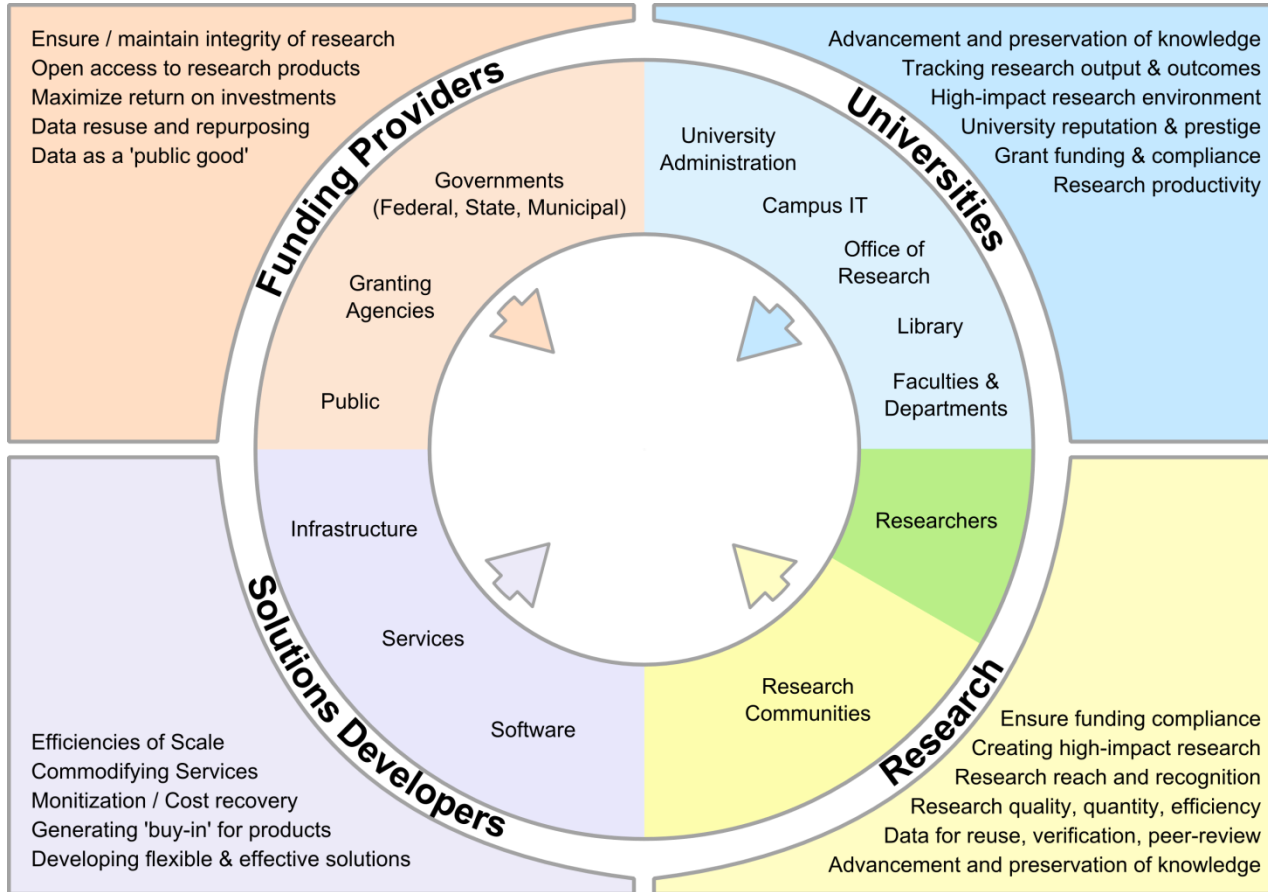 Ensure / maintain integrity of research
Open access to research products
Maximize return on investments
Data resuse and repurposing
Data as a 'public good'
Funding Providers
Governments
(Federal, State, Municipal)
Granting
Agencies
Public
Advancement and preservation of knowledge
Tracking research output & outcomes
High-impact research environment
University reputation & prestige
Grant funding & compliance
Research productivity
Universities
University
Administration
Campus IT
Office of
Research
Library
Faculties &
Departments
Infrastructure
Services
Software
Solutions Developers
Efficiencies of Scale
Commodifying Services
Monitization / Cost recovery
Generating 'buy-in' for products
Developing flexible & effective solutions
Researchers
Research
Communities
Research
Ensure funding compliance
Creating high-impact research
Research reach and recognition
Research quality, quantity, efficiency
Data for reuse, verification, peer-review
Advancement and preservation of knowledge